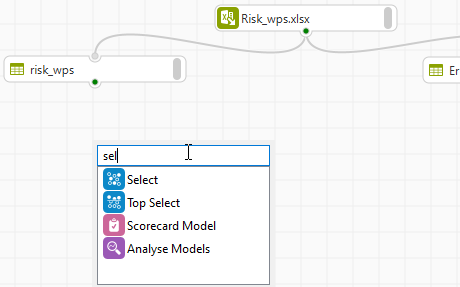 Risk_wps.xlsx
risk_wps
Er
sel
Select
Top Select
Scorecard Model
Analyse Models